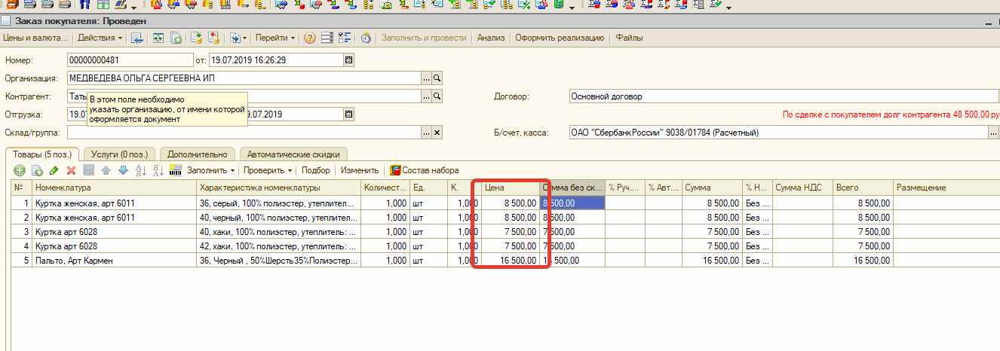 Заказ покупателя: Проведен
Цены и валюта... Действия Перейти Заполнить и провести Анализ Оформить реализацию Файлы
Номер: 00000000481 от: 19.07.2019 16:26:29
Организация: МЕДВЕДЕВА ОЛЬГА СЕРГЕЕВНА ИП ...
Контрагент: ... Договор: Основной договор
В этом поле необходимо
указать организацию, от имени которой
оформляется документ
Отгрузка: 19.07.2019
По сделке с покупателем долг контрагента 48 500,00
Склад/группа: ... × Б/счет, касса: ОАО "СбербанкРоссии" 9038/01784 (Расчетный) ...
Товары (5 поз.) Услуги (0 поз.) Дополнительно Автоматические скидки
Заполнить Проверить Подбор Изменить Состав набора
№ Номенклатура Характеристика номенклатуры Количест... Ед. К. Цена Сумма без ск... % Руч.... % Авт... Сумма % Н... Сумма НДС Всего Размещение
1 Куртка женская, арт 6011 36, серый, 100% полиэстер, утеплител... 1,000 шт 1,000 8 500,00 8 500,00 8 500,00 Без ... 8 500,00
2 Куртка женская, арт 6011 40, черный, 100% полиэстер, утеплител... 1,000 шт 1,000 8 500,00 8 500,00 8 500,00 Без ... 8 500,00
3 Куртка арт 6028 40, хаки, 100% полиэстер, утеплитель: ... 1,000 шт 1,000 7 500,00 7 500,00 7 500,00 Без ... 7 500,00
4 Куртка арт 6028 42, хаки, 100% полиэстер, утеплитель: ... 1,000 шт 1,000 7 500,00 7 500,00 7 500,00 Без ... 7 500,00
5 Пальто, Арт Кармен 36, Черный , 50%Шерсть35%Полиэстер... 1,000 шт 1,000 16 500,00 16 500,00 16 500,00 Без ... 16 500,00